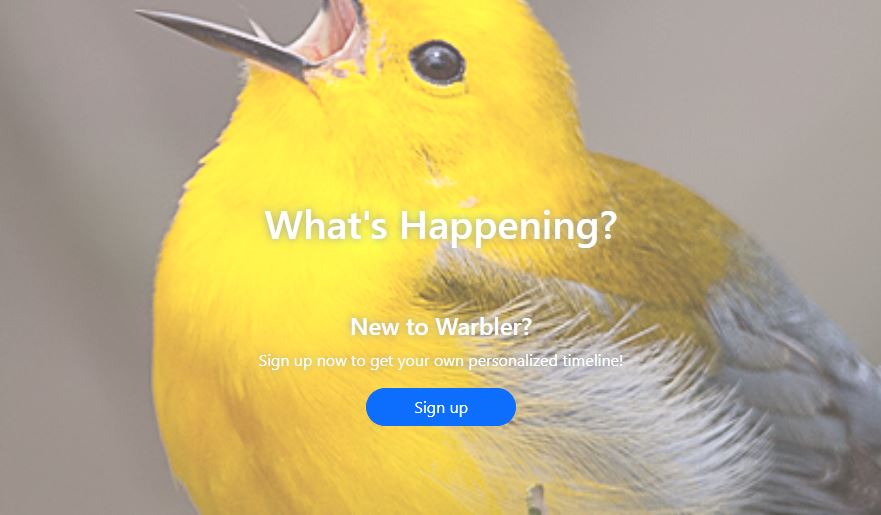 What's Happening?
New to Warbler?
Sign up now to get your own personalized timeline!
Sign up